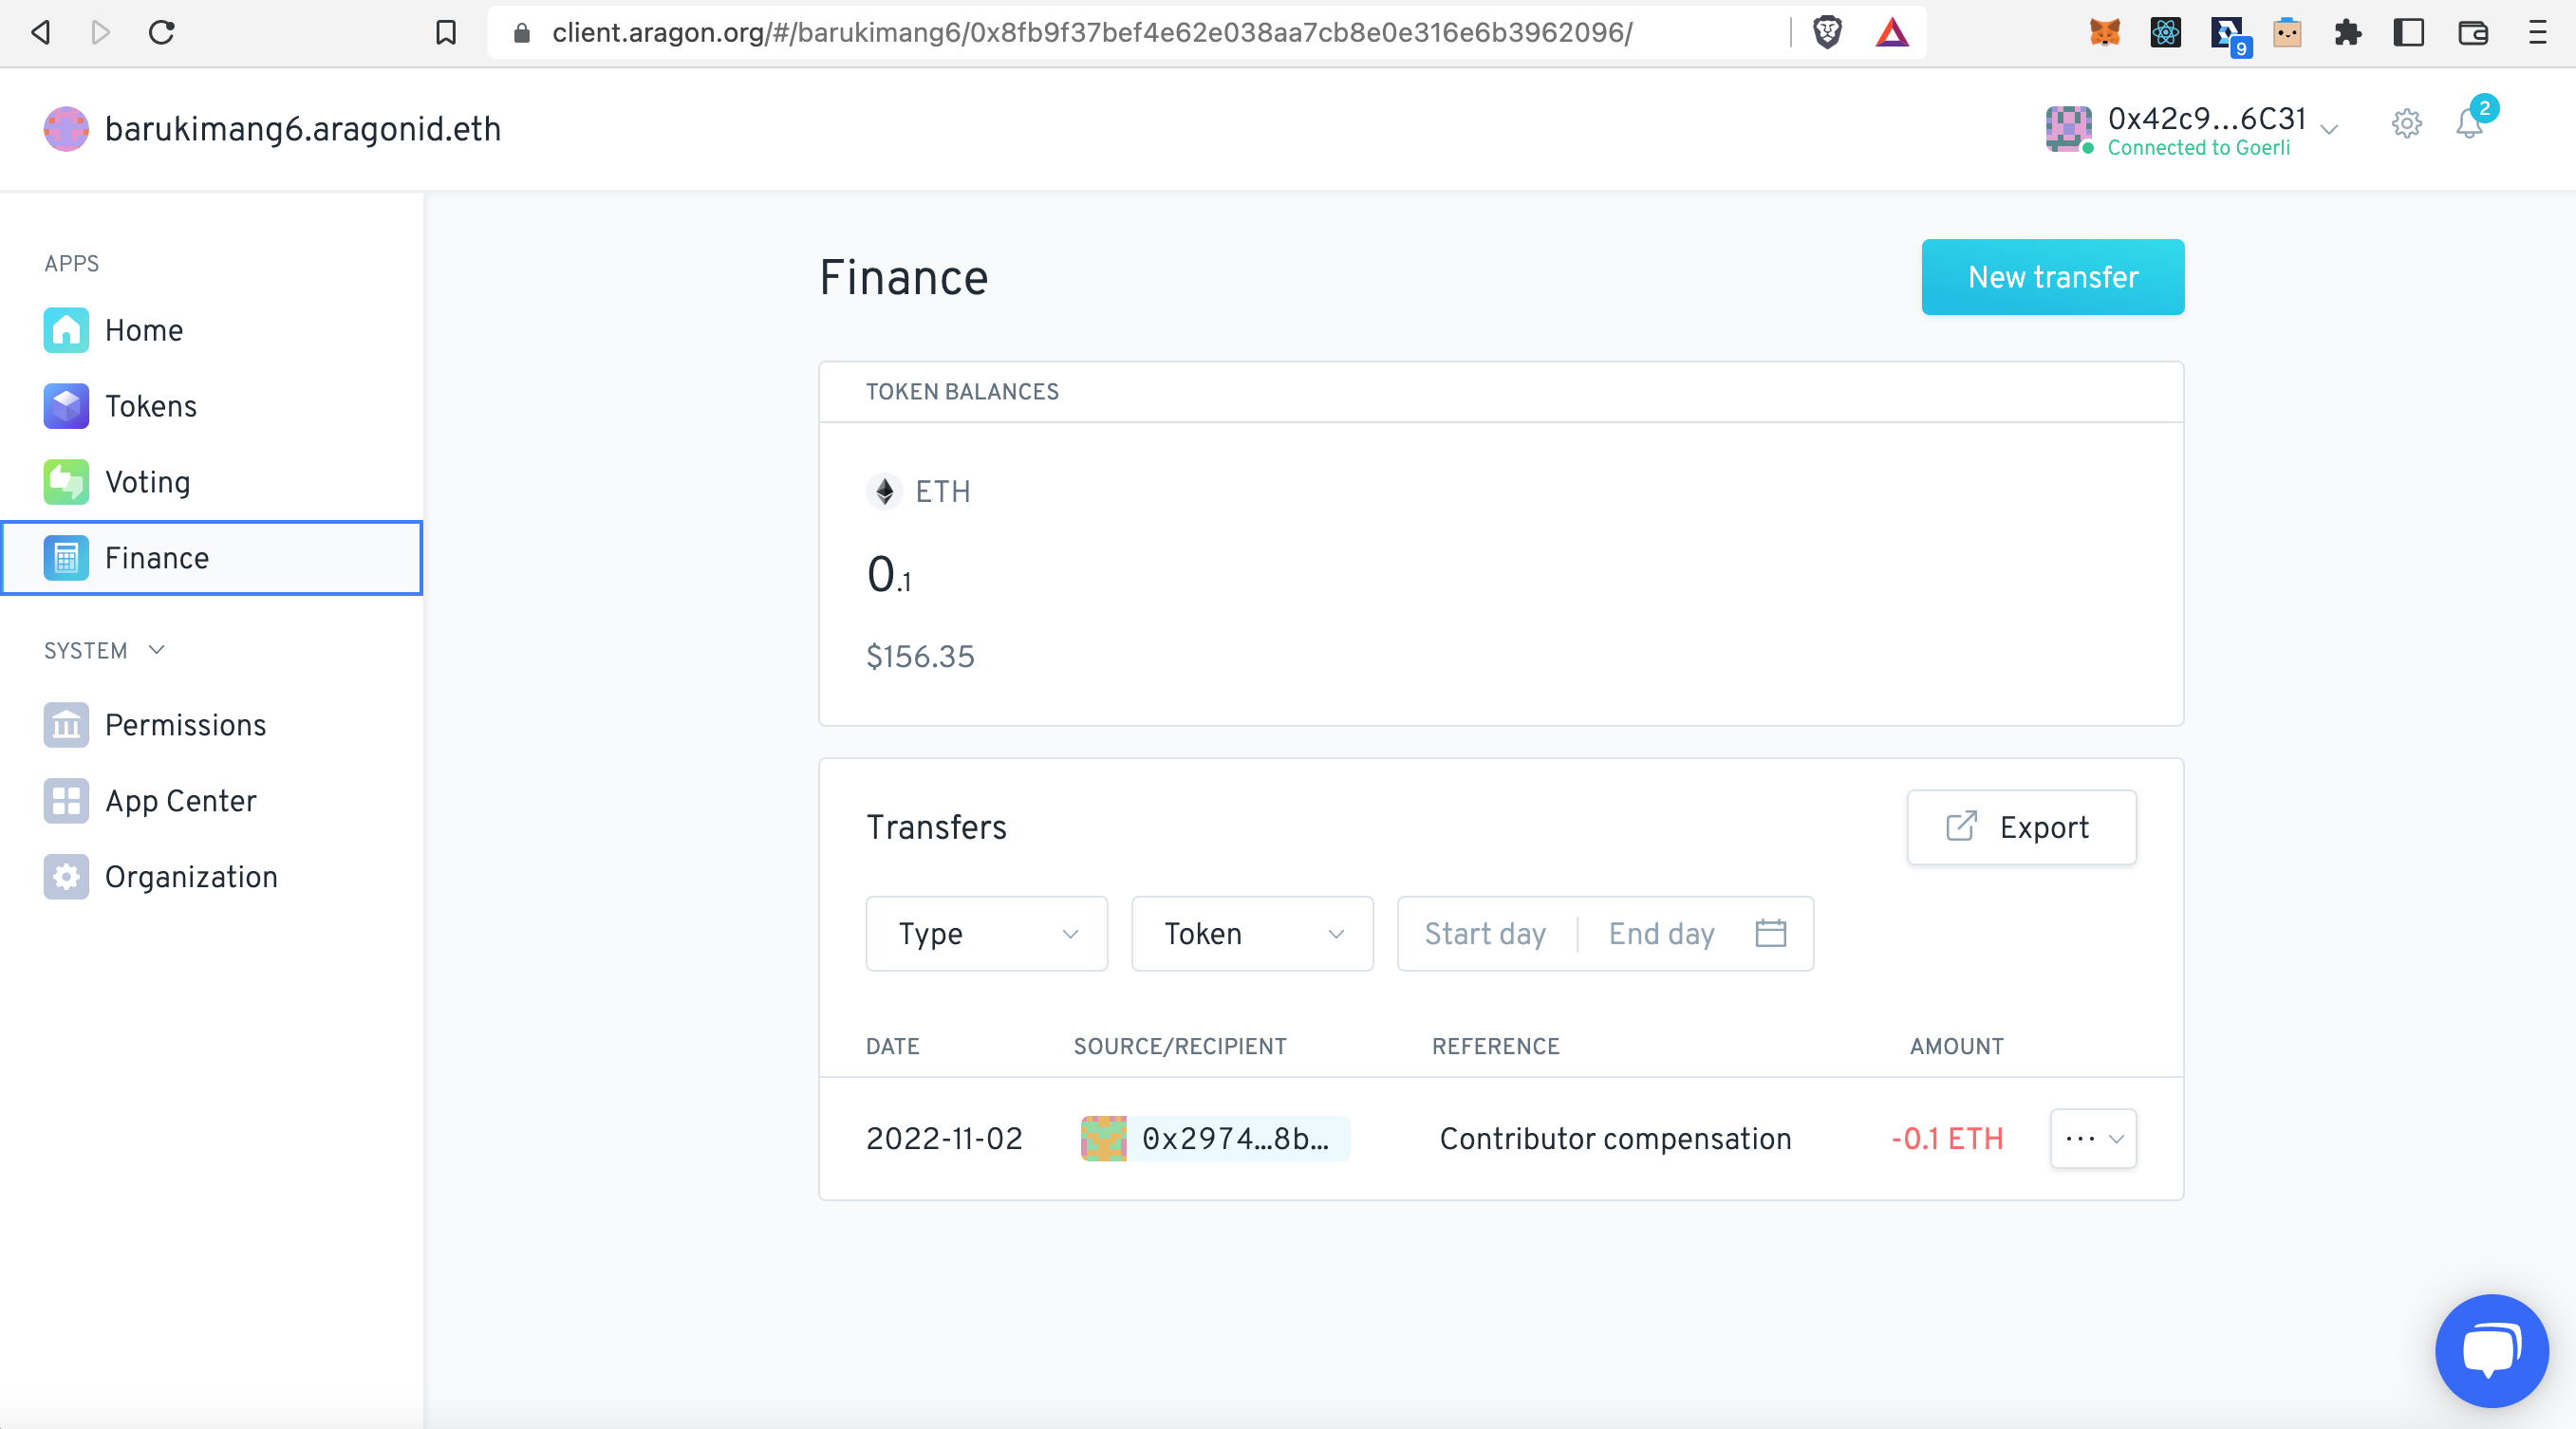 client.aragon.org/#/barukimang6/0x8fb9f37bef4e62e038aa7cb8e0e316e6b3962096/
9
barukimang6.aragonid.eth
0x42c9...6C31
Connected to Goerli
2
APPS
Home
Tokens
Voting
Finance
SYSTEM
Permissions
App Center
Organization
Finance
New transfer
TOKEN BALANCES
ETH
0.1
$156.35
Transfers
Export
Type
Token
Start day
End day
DATE
SOURCE/RECIPIENT
REFERENCE
AMOUNT
2022-11-02
0x2974...8b...
Contributor compensation
-0.1 ETH